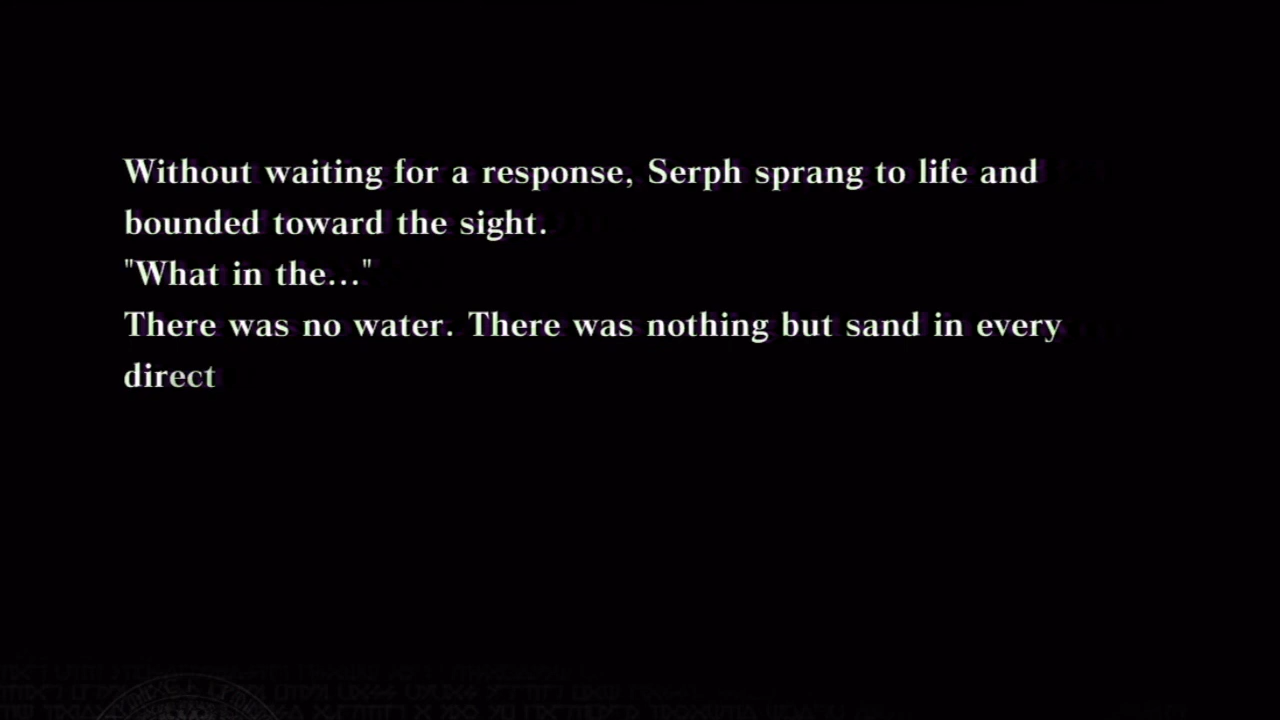 Without waiting for a response, Serph sprang to life and
bounded toward the sight.
"What in the..."
There was no water. There was nothing but sand in every
direct